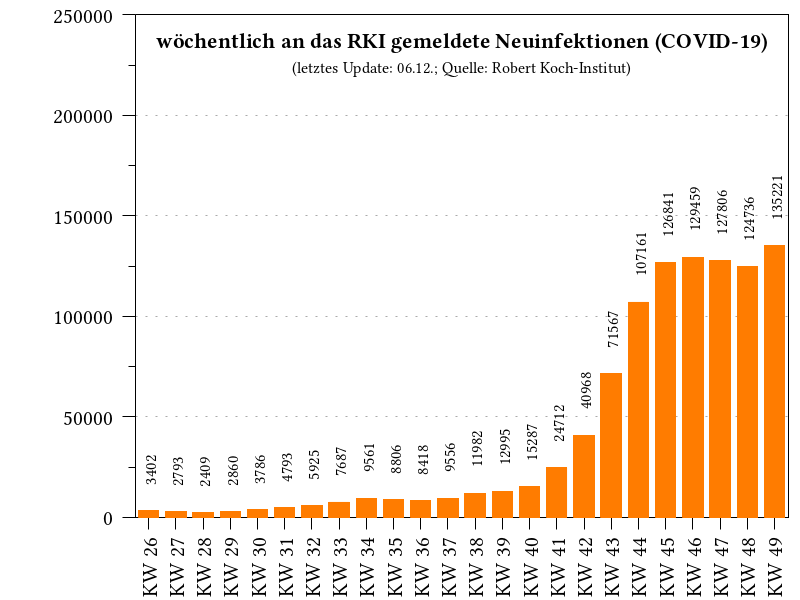 wöchentlich an das RKI gemeldete Neuinfektionen (COVID-19)
(letztes Update: 06.12.; Quelle: Robert Koch-Institut)
250000
200000
150000
100000
50000
0
3402
2793
2409
2860
3786
4793
5925
7687
9561
8806
8418
9556
11982
12995
15287
24712
40968
71567
107161
126841
129459
127806
124736
135221
KW 26
KW 27
KW 28
KW 29
KW 30
KW 31
KW 32
KW 33
KW 34
KW 35
KW 36
KW 37
KW 38
KW 39
KW 40
KW 41
KW 42
KW 43
KW 44
KW 45
KW 46
KW 47
KW 48
KW 49